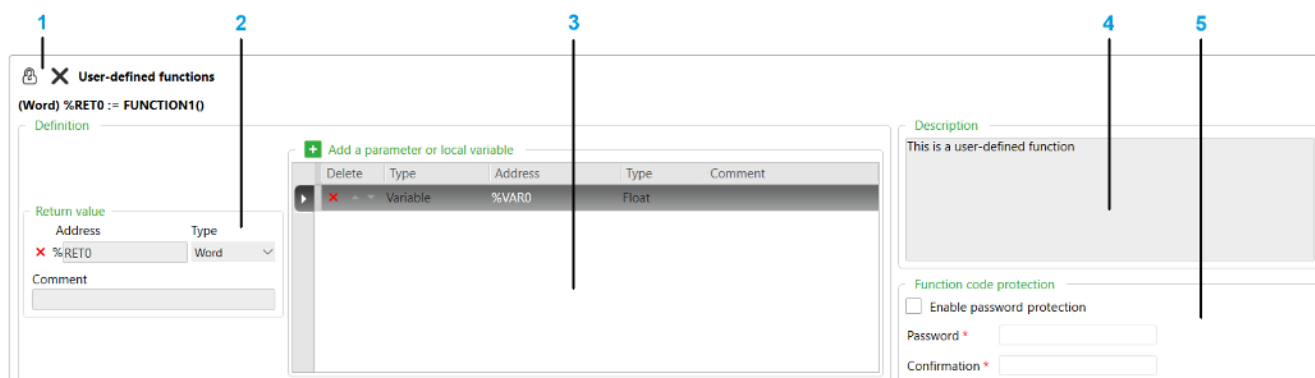 1 2 3 4 5
User-defined functions
(Word) %RET0 := FUNCTION1()
Definition
Add a parameter or local variable
Delete Type Address Type Comment
Variable %VAR0 Float
Return value
Address Type
% RET0 Word
Comment
Description
This is a user-defined function
Function code protection
Enable password protection
Password *
Confirmation *